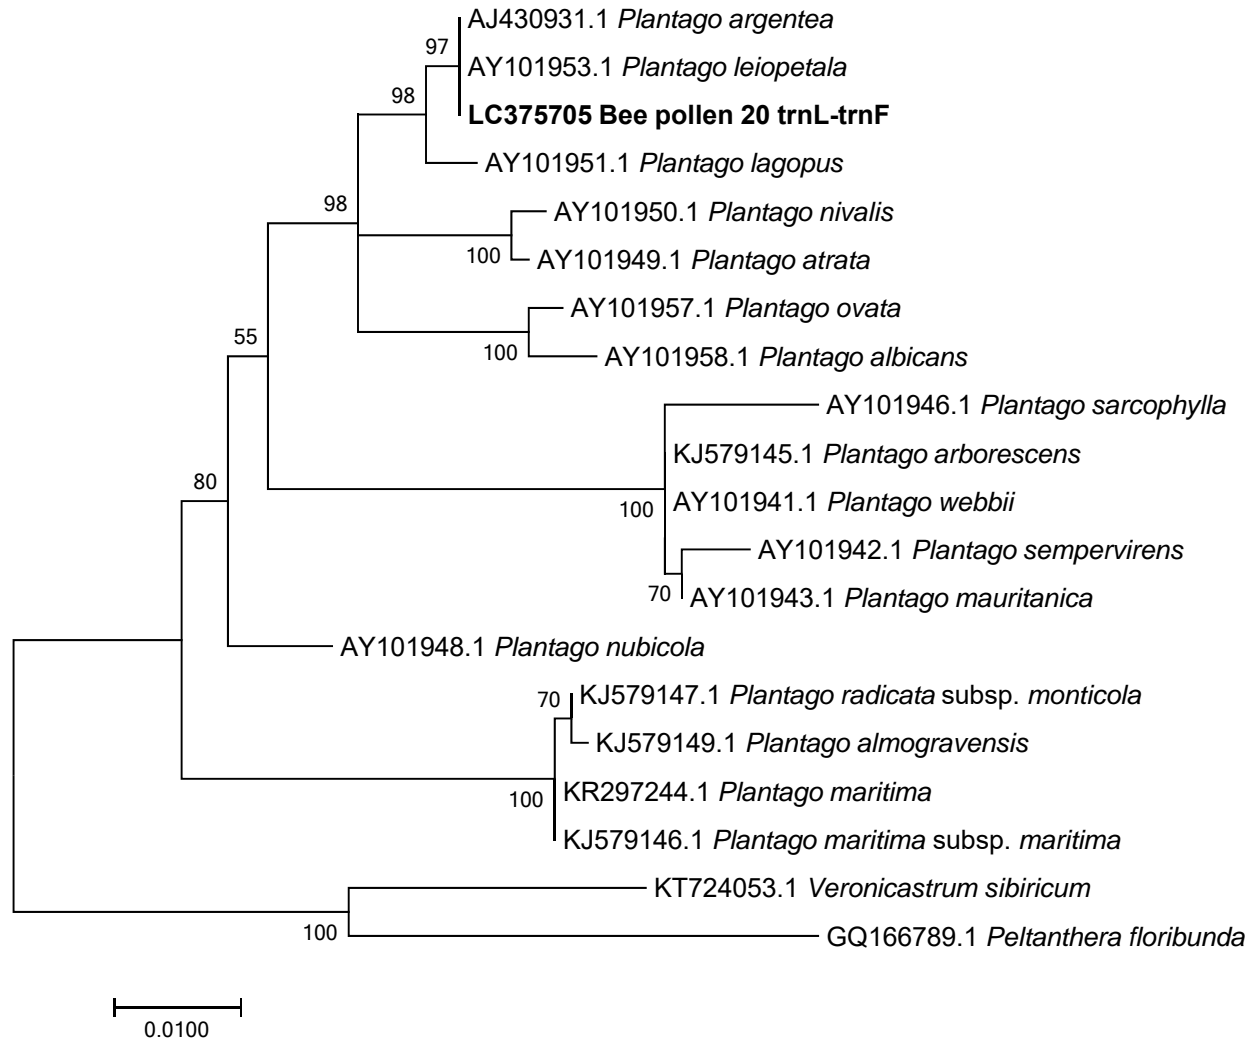 AJ430931.1 Plantago argentea
97
AY101953.1 Plantago leiopetala
98
LC375705 Bee pollen 20 trnL-trnF
AY101951.1 Plantago lagopus
98
AY101950.1 Plantago nivalis
100
AY101949.1 Plantago atrata
AY101957.1 Plantago ovata
55
100
AY101958.1 Plantago albicans
AY101946.1 Plantago sarcophylla
KJ579145.1 Plantago arborescens
80
100
AY101941.1 Plantago webbii
AY101942.1 Plantago sempervirens
70
AY101943.1 Plantago mauritanica
AY101948.1 Plantago nubicola
70
KJ579147.1 Plantago radicata subsp. monticola
KJ579149.1 Plantago almogravensis
100
KR297244.1 Plantago maritima
KJ579146.1 Plantago maritima subsp. maritima
KT724053.1 Veronicastrum sibiricum
100
GQ166789.1 Peltanthera floribunda
0.0100